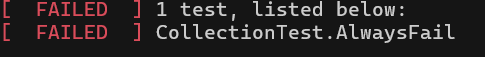 [  FAILED  ] 1 test, listed below:
[  FAILED  ] CollectionTest.AlwaysFail